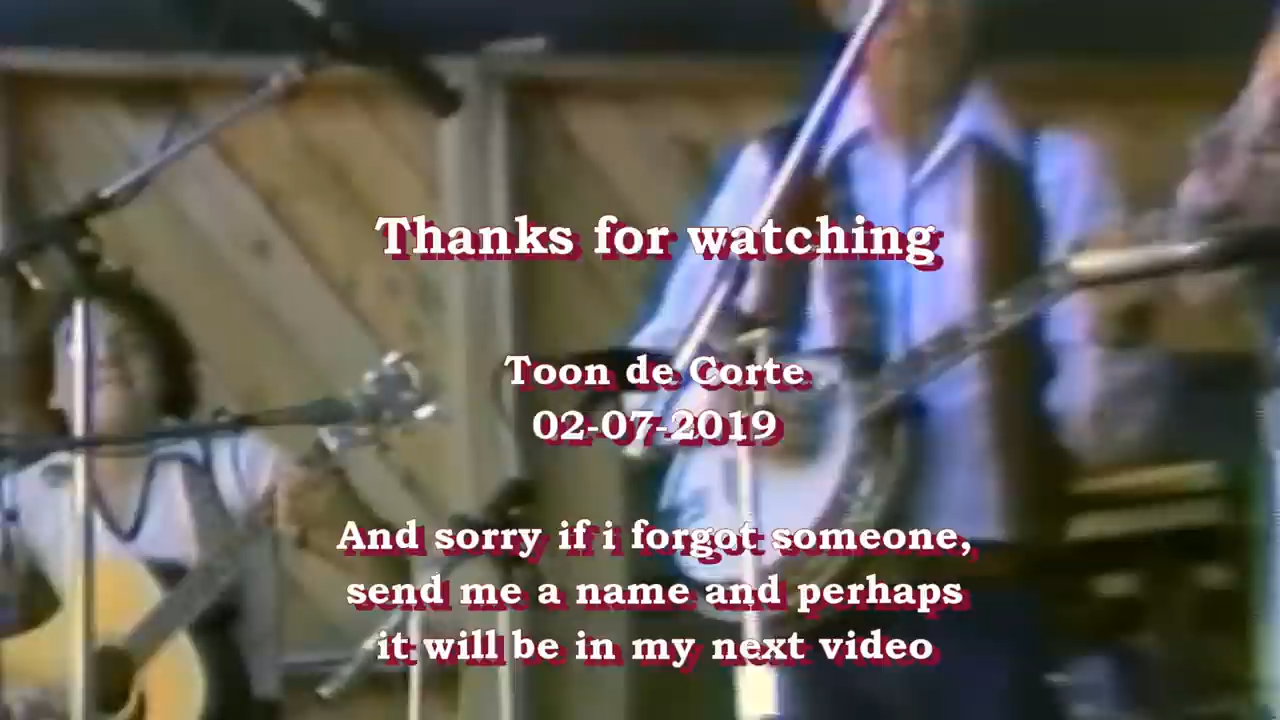 Thanks for watching
Toon de Corte
02-07-2019
And sorry if i forgot someone,
send me a name and perhaps
it will be in my next video